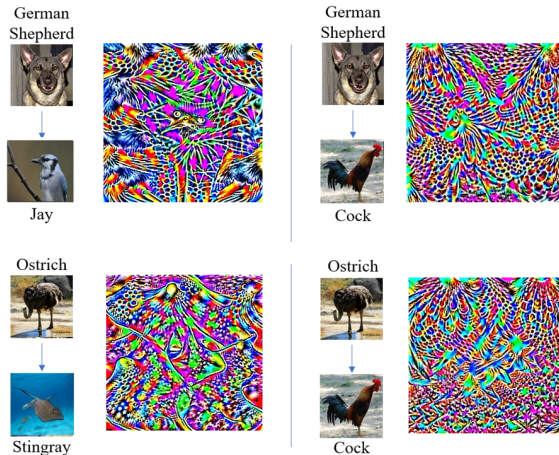 German
Shepherd
Jay
German
Shepherd
Cock
Ostrich
Stingray
Ostrich
Cock